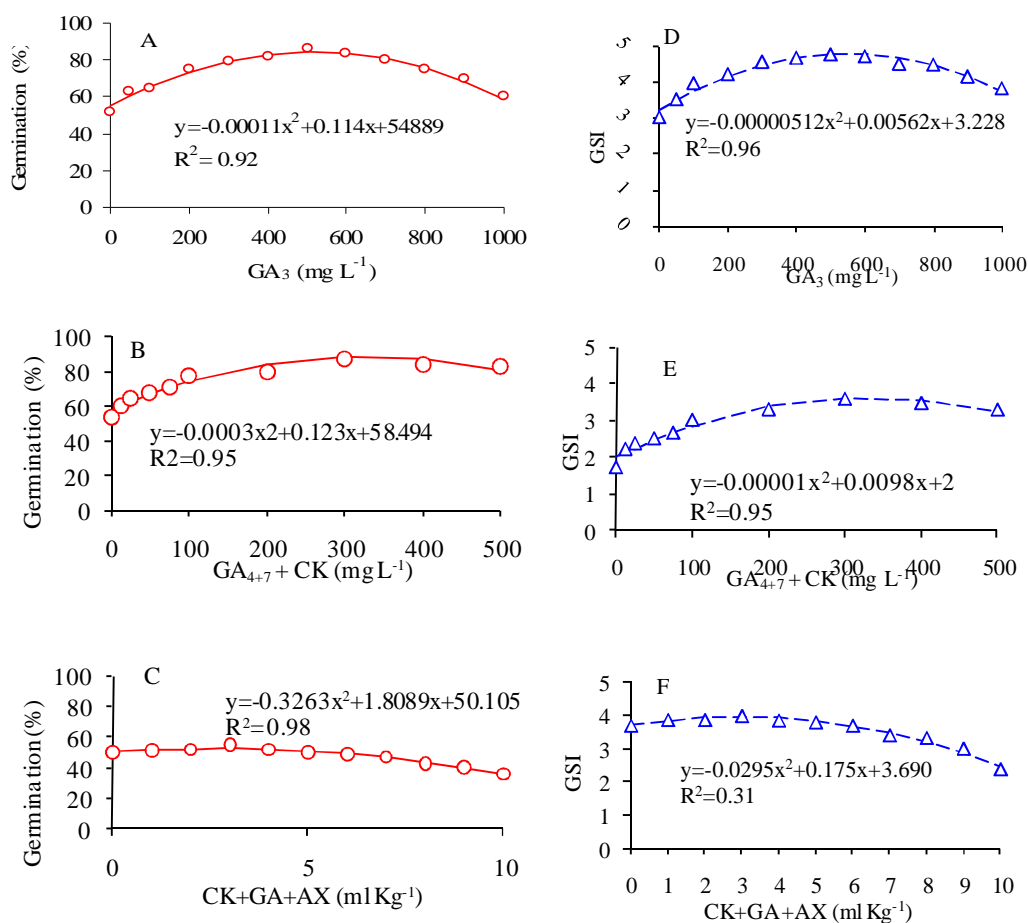 A
Germination (%)
100
80
60
40
20
0
y=-0.00011x²+0.114x+54889
R²= 0.92
0 200 400 600 800 1000
GA₃ (mg L⁻¹)
D
GSI
5
4
3
2
1
0
y=-0.00000512x²+0.00562x+3.228
R²=0.96
0 200 400 600 800 1000
GA₃ (mg L⁻¹)
B
Germination (%)
100
80
60
40
20
0
y=-0.0003x2+0.123x+58.494
R2=0.95
0 100 200 300 400 500
GA₄₊₇ + CK (mg L⁻¹)
E
GSI
5
4
3
2
1
0
y=-0.00001x²+0.0098x+2
R²=0.95
0 100 200 300 400 500
GA₄₊₇ + CK (mg L⁻¹)
C
Germination (%)
100
80
60
40
20
0
y=-0.3263x²+1.8089x+50.105
R²=0.98
0 5 10
CK+GA+AX (ml Kg⁻¹)
F
GSI
5
4
3
2
1
0
y=-0.0295x²+0.175x+3.690
R²=0.31
0 1 2 3 4 5 6 7 8 9 10
CK+GA+AX (ml Kg⁻¹)